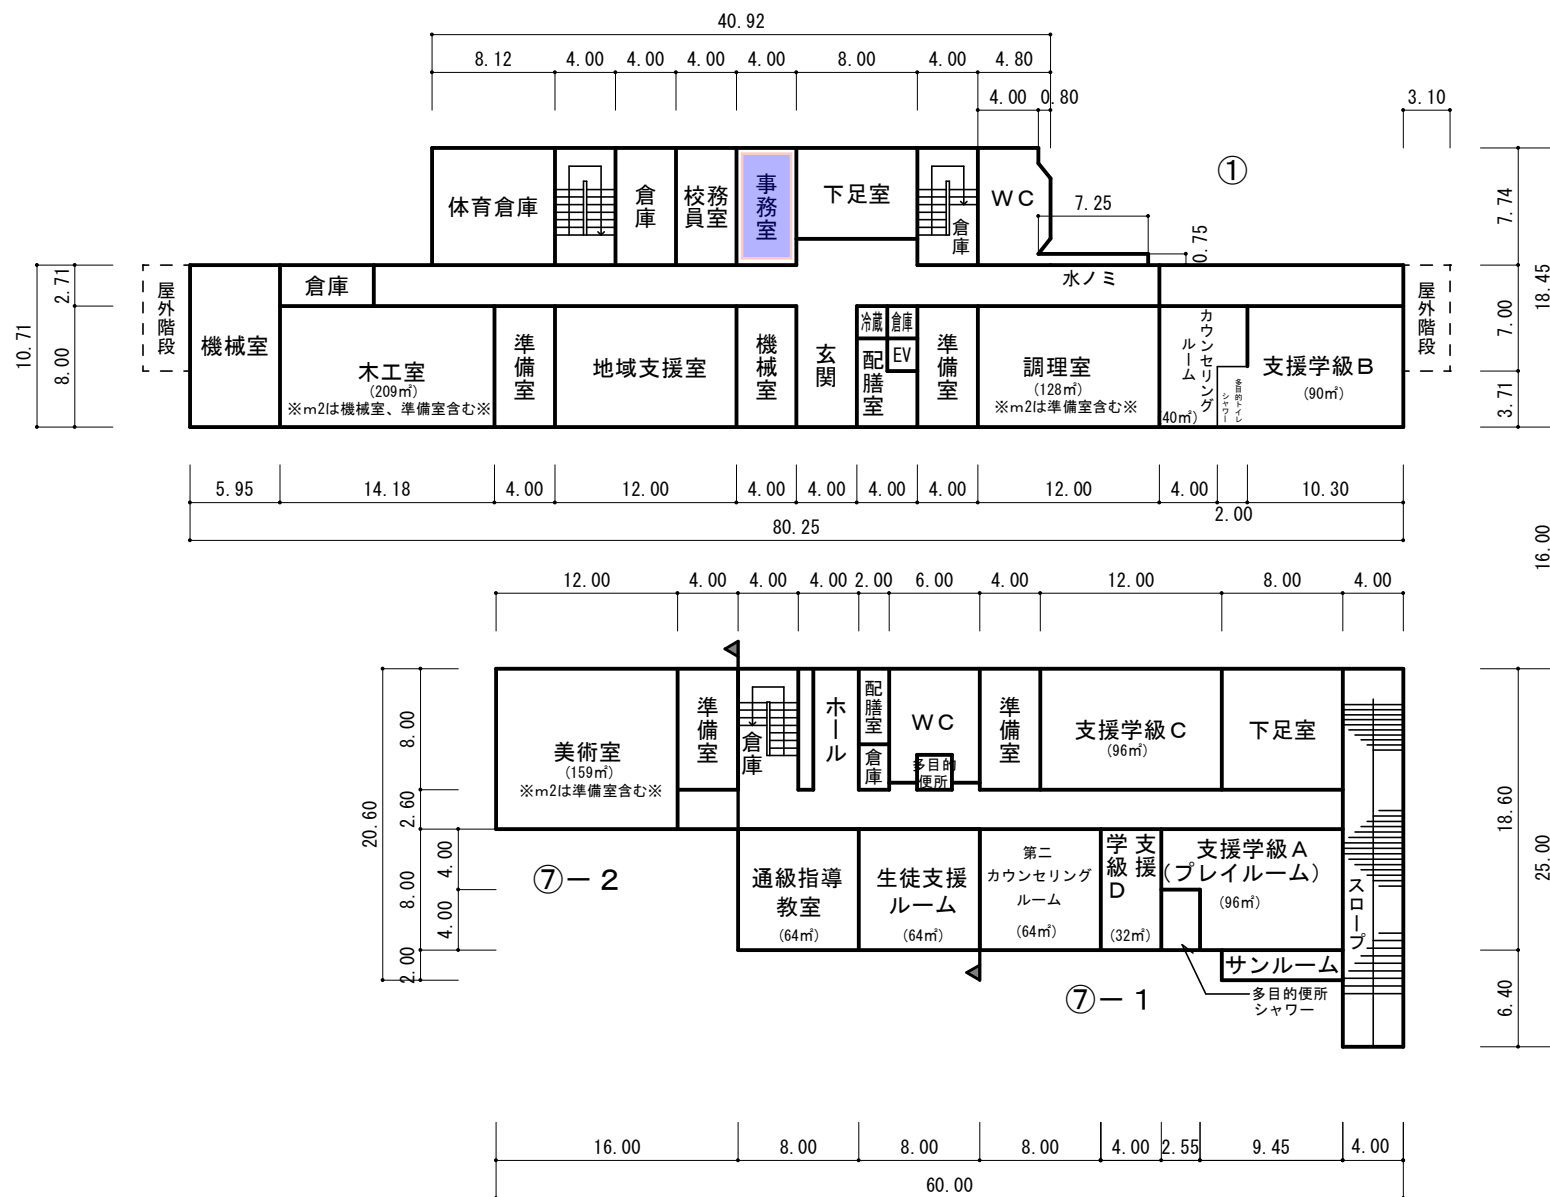 40.92
8.12 4.00 4.00 4.00 4.00 8.00 4.00 4.80
4.00 0.80
3.10
①
体育倉庫
倉庫
校務員室
事務室
下足室
倉庫
WC
7.25
0.75
7.74
18.45
7.00
3.71
10.71
2.71
8.00
屋外階段
機械室
倉庫
水ノミ
屋外階段
木工室
(209㎡)
※m2は機械室、準備室含む※
準備室
地域支援室
機械室
玄関
冷蔵
倉庫
EV
配膳室
準備室
調理室
(128㎡)
※m2は準備室含む※
カウンセリング
ルーム
(40㎡)
多目的トイレ
シャワー
支援学級B
(90㎡)
5.95 14.18 4.00 12.00 4.00 4.00 4.00 4.00 12.00 4.00 2.00 10.30
80.25
16.00
12.00 4.00 4.00 4.00 2.00 6.00 4.00 12.00 8.00 4.00
20.60
8.00
2.60
8.00
2.00
4.00
4.00
美術室
(159㎡)
※m2は準備室含む※
準備室
倉庫
ホール
配膳室
倉庫
WC
多目的
便所
準備室
支援学級C
(96㎡)
下足室
スロープ
18.60
25.00
6.40
⑦－2
通級指導
教室
(64㎡)
生徒支援
ルーム
(64㎡)
第二
カウンセリング
ルーム
(64㎡)
支援
学級D
(32㎡)
支援学級A
(プレイルーム)
(96㎡)
サンルーム
多目的便所
シャワー
⑦－1
16.00 8.00 8.00 8.00 4.00 2.55 9.45 4.00
60.00